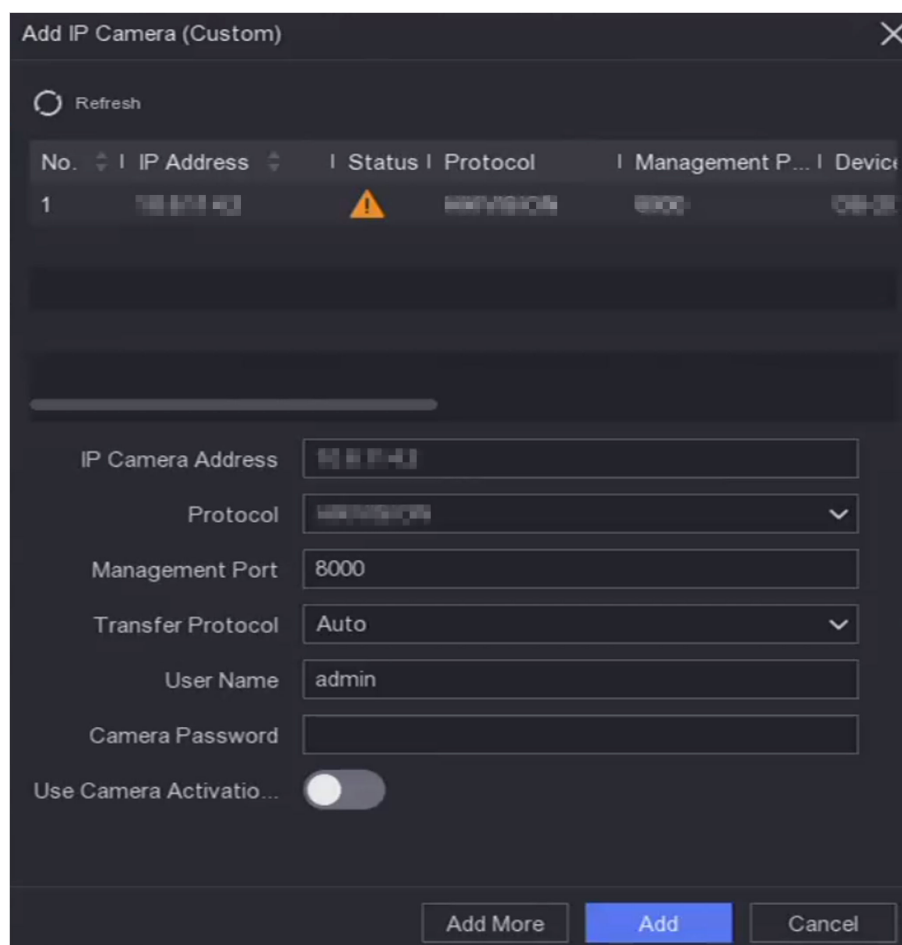 Add IP Camera (Custom)
Refresh
No. IP Address Status Protocol Management P... Device
1
IP Camera Address
Protocol
Management Port 8000
Transfer Protocol Auto
User Name admin
Camera Password
Use Camera Activatio...
Add More Add Cancel